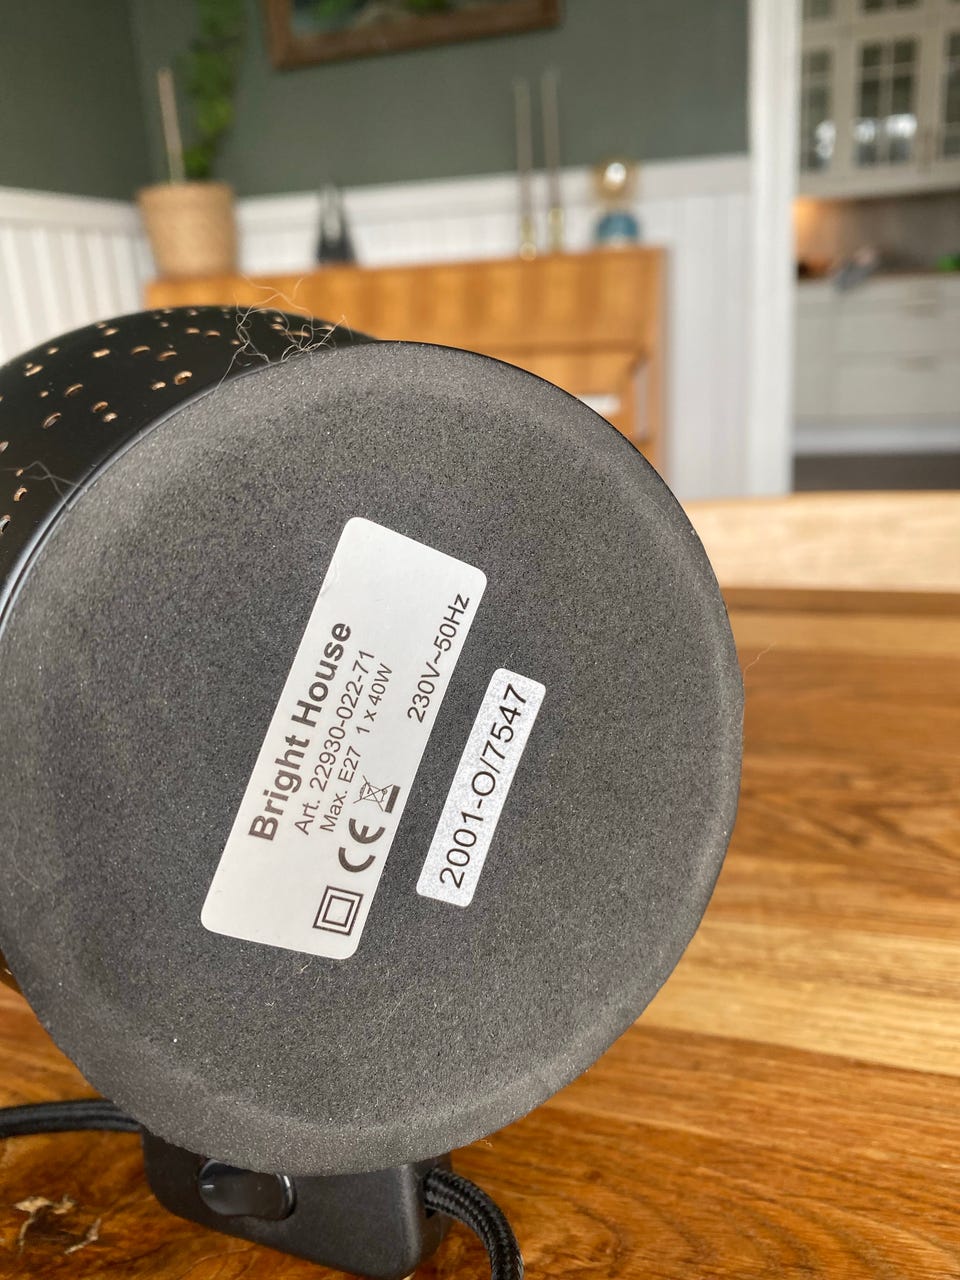 Bright House
Art. 22930-022-71
Max. E27 1 x 40W
230V~50Hz
CE
2001-O/7547